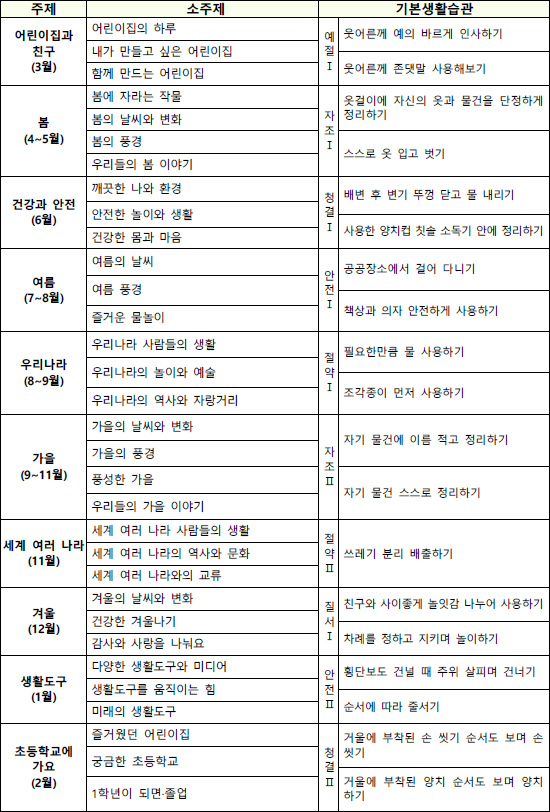 주제 소주제 기본생활습관
어린이집과
친구
(3월)
어린이집의 하루
내가 만들고 싶은 어린이집
함께 만드는 어린이집
예절 Ⅰ
웃어른께 예의 바르게 인사하기
웃어른께 존댓말 사용해보기
봄
(4~5월)
봄에 자라는 작물
봄의 날씨와 변화
봄의 풍경
우리들의 봄 이야기
자조 Ⅰ
옷걸이에 자신의 옷과 물건을 단정하게
정리하기
스스로 옷 입고 벗기
건강과 안전
(6월)
깨끗한 나와 환경
안전한 놀이와 생활
건강한 몸과 마음
청결 Ⅰ
배변 후 변기 뚜껑 닫고 물 내리기
사용한 양치컵 칫솔 소독기 안에 정리하기
여름
(7~8월)
여름의 날씨
여름 풍경
즐거운 물놀이
안전 Ⅰ
공공장소에서 걸어 다니기
책상과 의자 안전하게 사용하기
우리나라
(8~9월)
우리나라 사람들의 생활
우리나라의 놀이와 예술
우리나라의 역사와 자랑거리
절약 Ⅰ
필요한만큼 물 사용하기
조각종이 먼저 사용하기
가을
(9~11월)
가을의 날씨와 변화
가을의 풍경
풍성한 가을
우리들의 가을 이야기
자조 Ⅱ
자기 물건에 이름 적고 정리하기
자기 물건 스스로 정리하기
세계 여러 나라
(11월)
세계 여러 나라 사람들의 생활
세계 여러 나라의 역사와 문화
세계 여러 나라와의 교류
절약 Ⅱ
쓰레기 분리 배출하기
겨울
(12월)
겨울의 날씨와 변화
건강한 겨울나기
감사와 사랑을 나눠요
질서 Ⅰ
친구와 사이좋게 놀잇감 나누어 사용하기
차례를 정하고 지키며 놀이하기
생활도구
(1월)
다양한 생활도구와 미디어
생활도구를 움직이는 힘
미래의 생활도구
안전 Ⅱ
횡단보도 건널 때 주위 살피며 건너기
순서에 따라 줄서기
초등학교에
가요
(2월)
즐거웠던 어린이집
궁금한 초등학교
1학년이 되면·졸업
청결 Ⅱ
거울에 부착된 손 씻기 순서도 보며 손
씻기
거울에 부착된 양치 순서도 보며 양치
하기